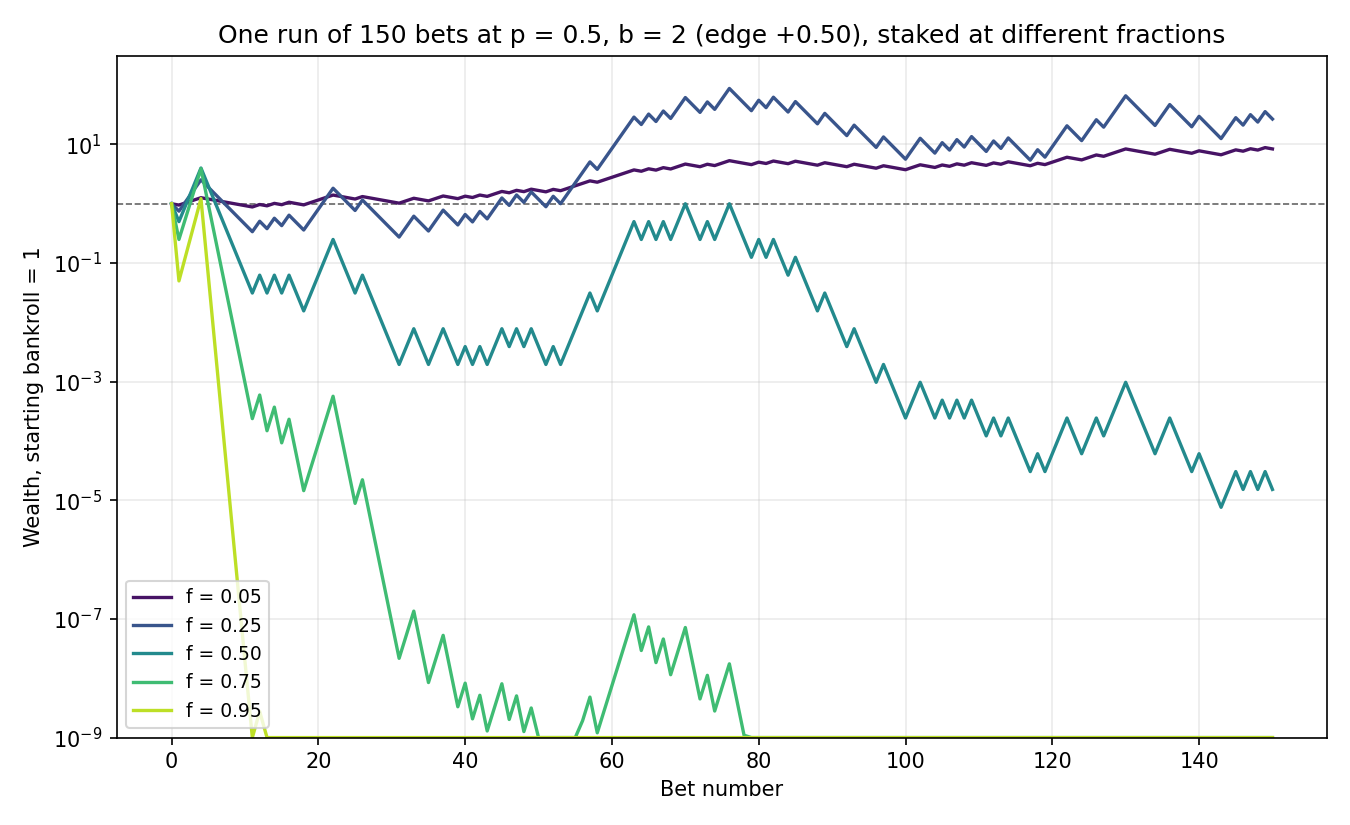 One run of 150 bets at p = 0.5, b = 2 (edge +0.50), staked at different fractions
Wealth, starting bankroll = 1
10¹
10⁻¹
10⁻³
10⁻⁵
10⁻⁷
10⁻⁹
f = 0.05
f = 0.25
f = 0.50
f = 0.75
f = 0.95
0 20 40 60 80 100 120 140
Bet number